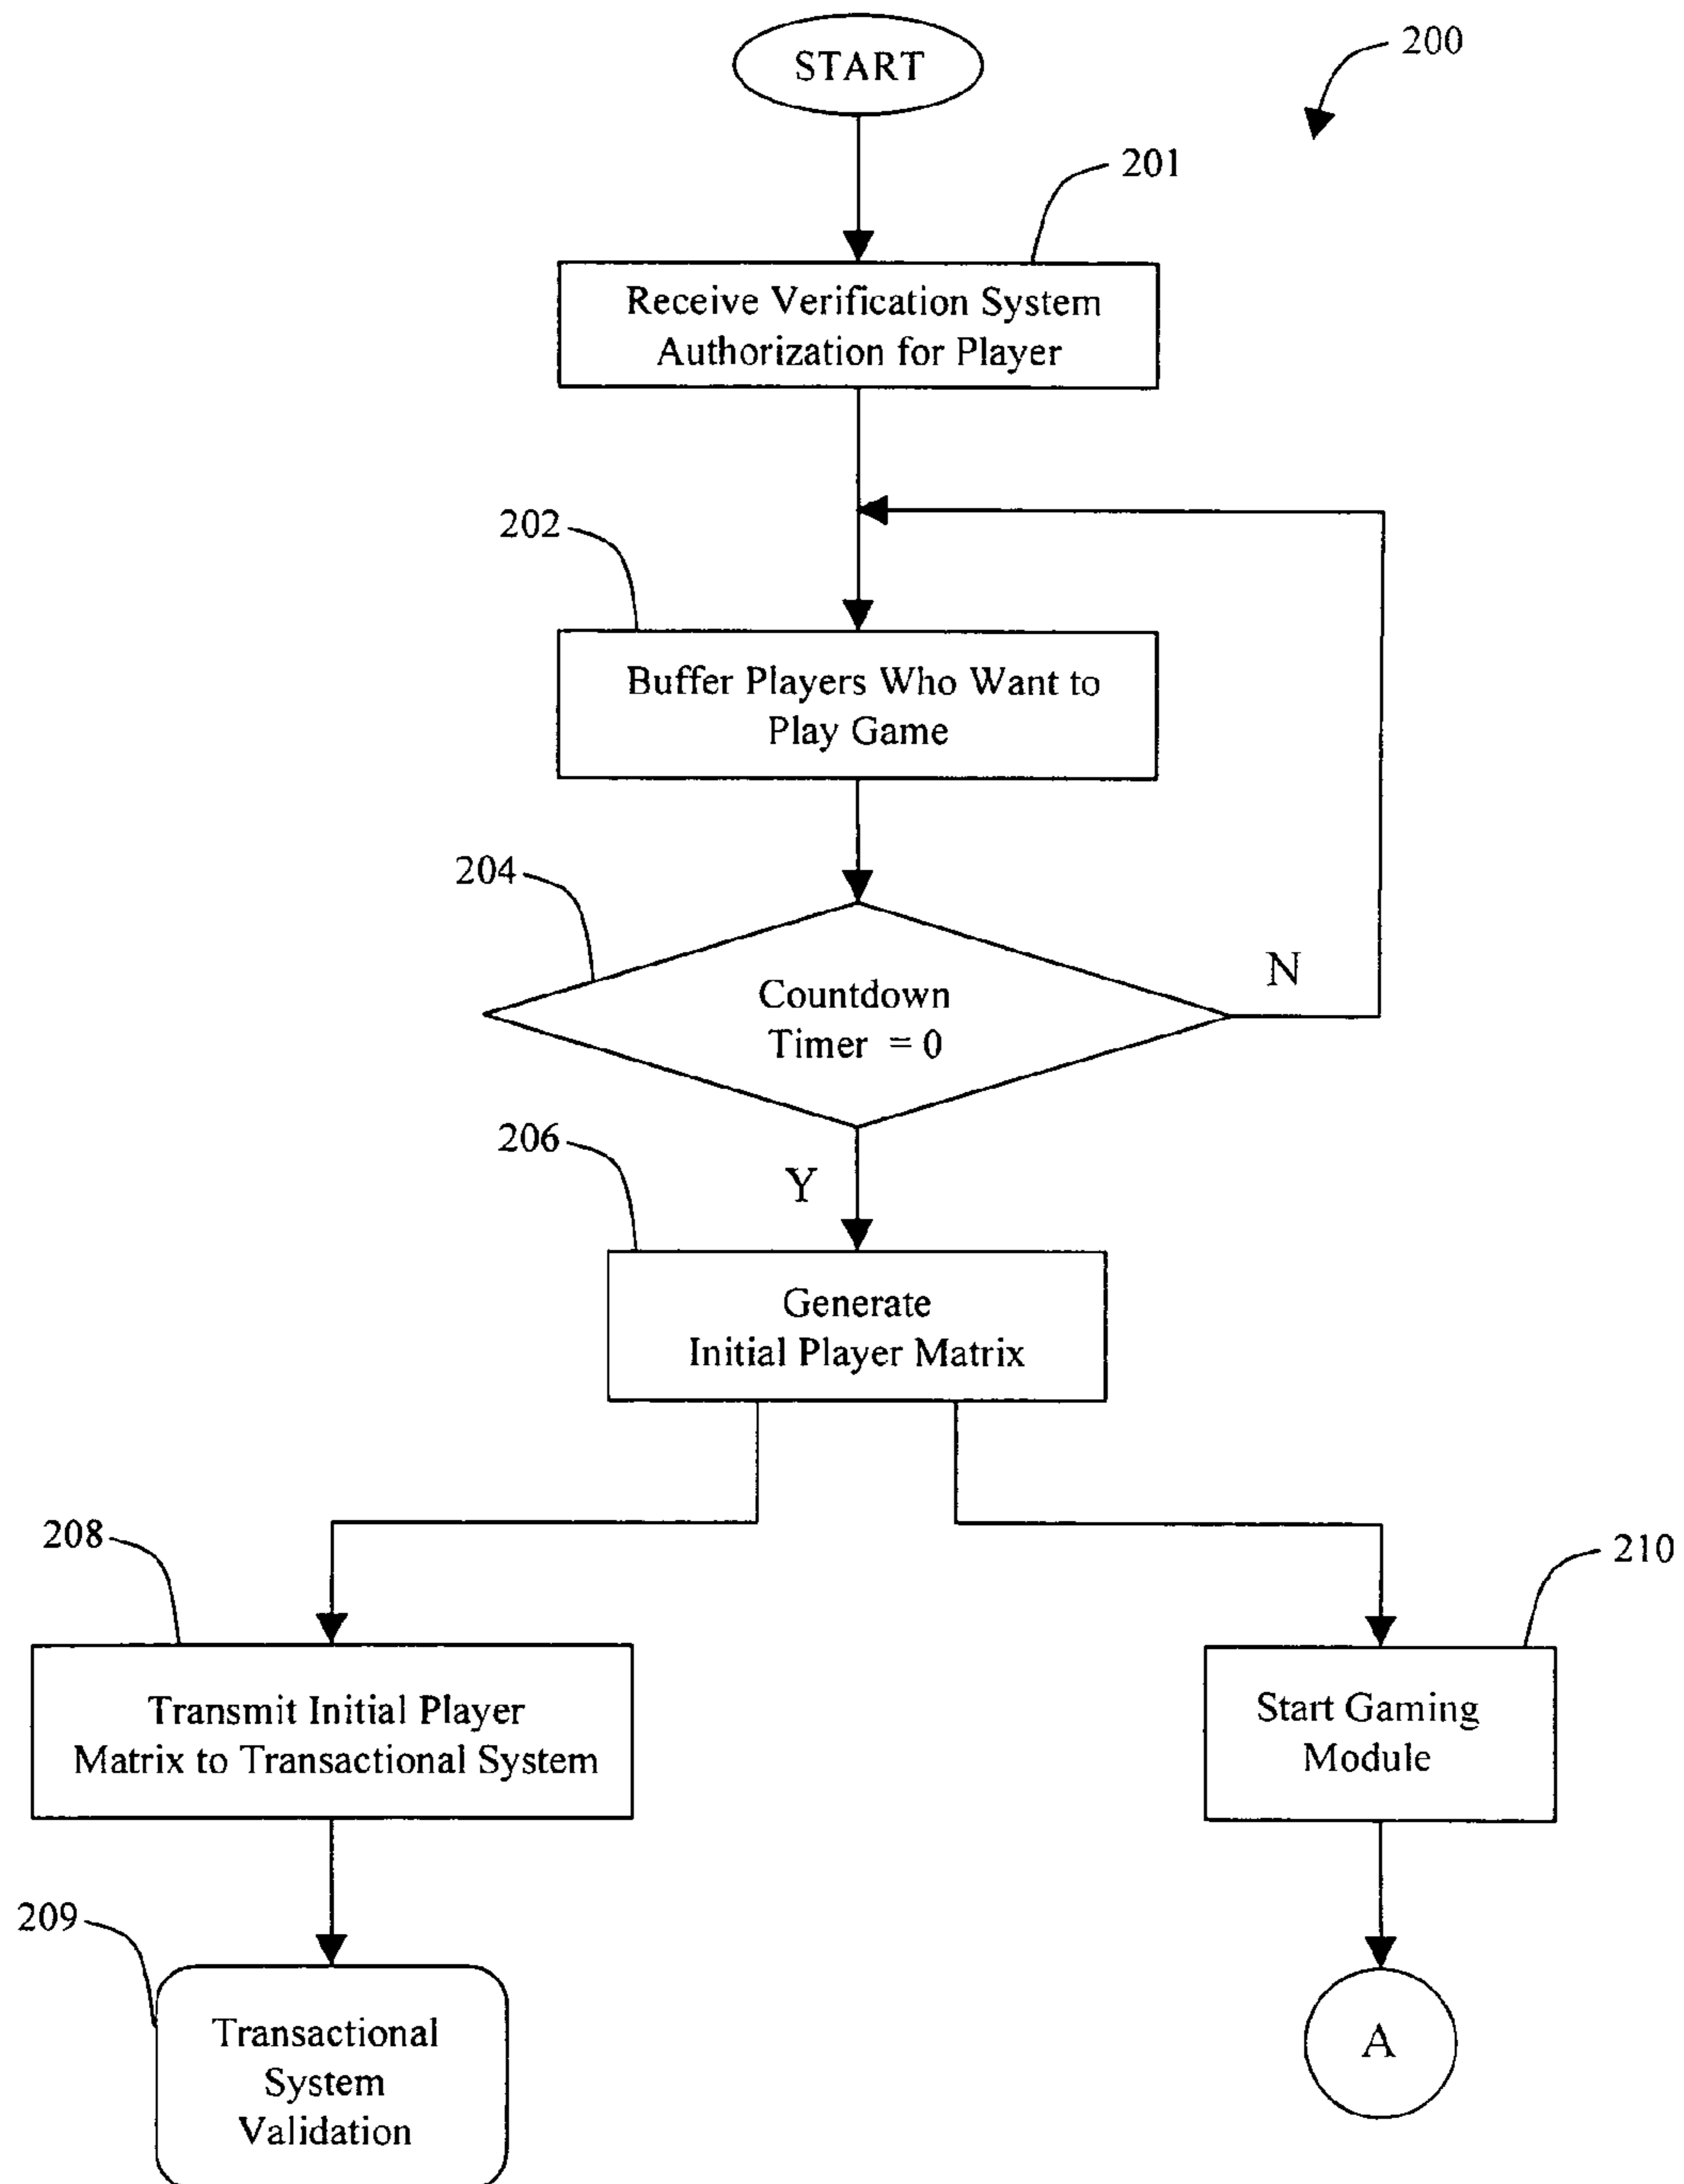 START
200
201
Receive Verification System
Authorization for Player
202
Buffer Players Who Want to
Play Game
204
Countdown
Timer = 0
N
206
Y
Generate
Initial Player Matrix
208
210
Transmit Initial Player
Matrix to Transactional System
Start Gaming
Module
209
Transactional
System
Validation
A